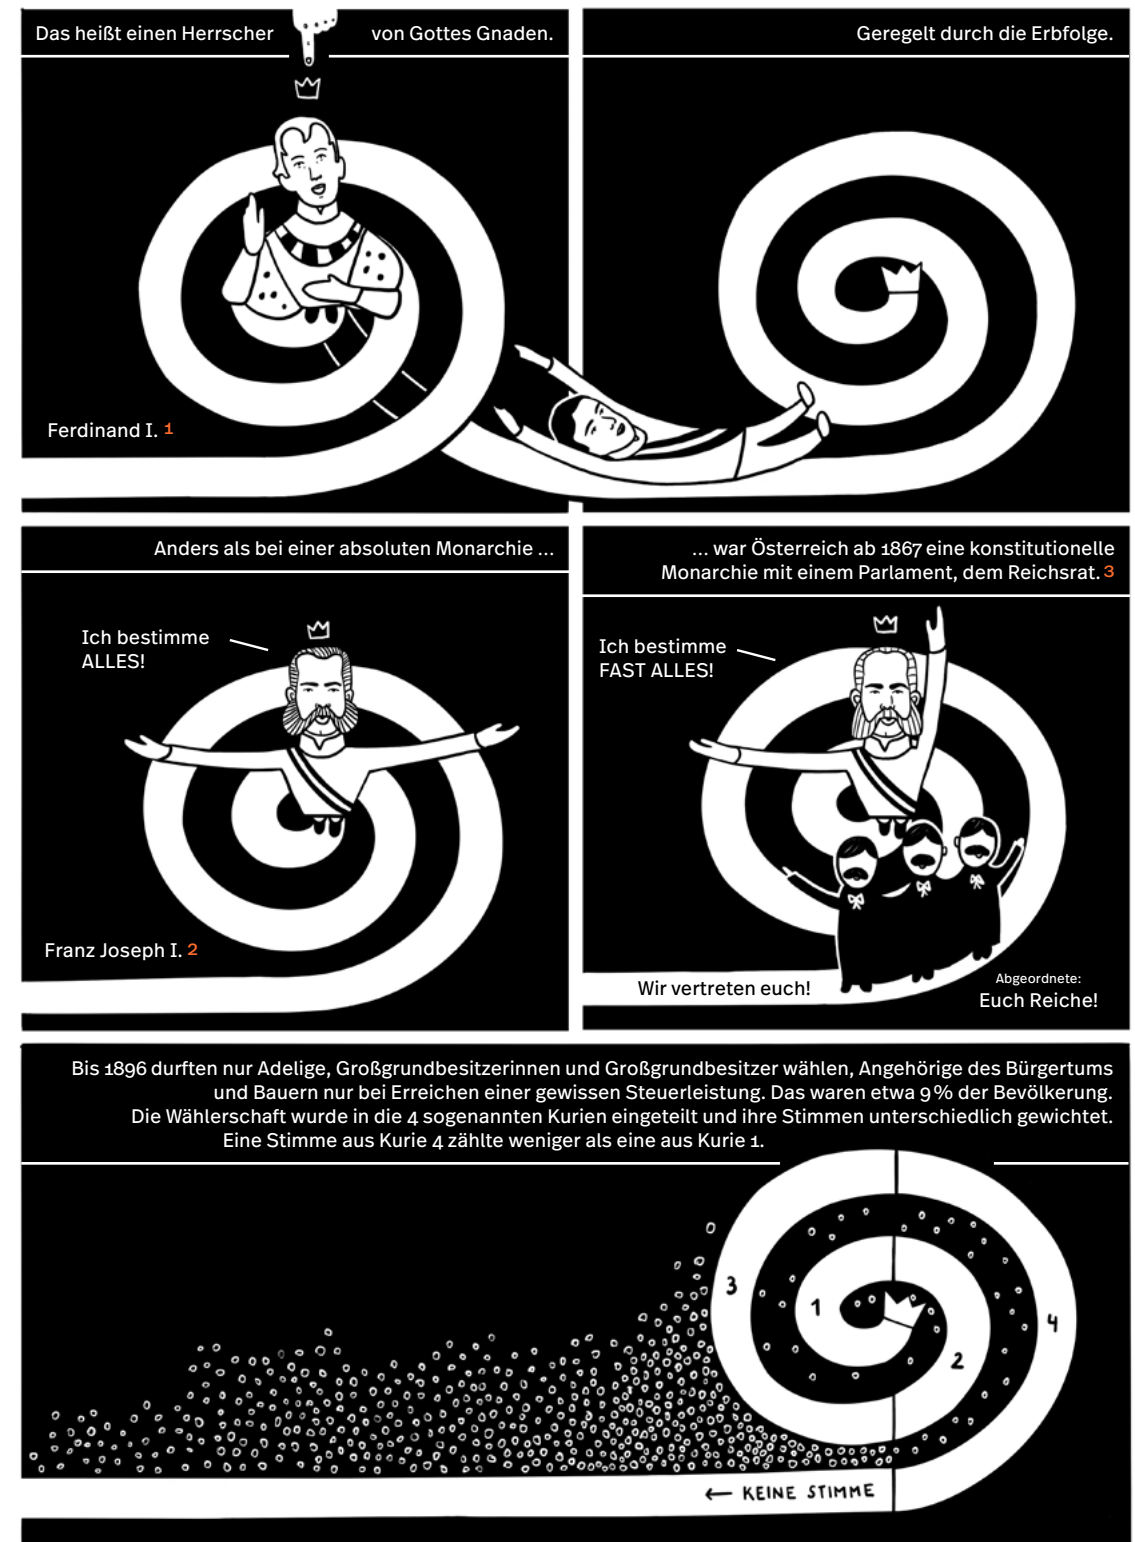 Das heißt einen Herrscher von Gottes Gnaden.
Geregelt durch die Erbfolge.
Ferdinand I. 1
Anders als bei einer absoluten Monarchie ...
Ich bestimme
ALLES!
Franz Joseph I. 2
... war Österreich ab 1867 eine konstitutionelle
Monarchie mit einem Parlament, dem Reichsrat. 3
Ich bestimme
FAST ALLES!
Wir vertreten euch!
Abgeordnete:
Euch Reiche!
Bis 1896 durften nur Adelige, Großgrundbesitzerinnen und Großgrundbesitzer wählen, Angehörige des Bürgertums
und Bauern nur bei Erreichen einer gewissen Steuerleistung. Das waren etwa 9 % der Bevölkerung.
Die Wählerschaft wurde in die 4 sogenannten Kurien eingeteilt und ihre Stimmen unterschiedlich gewichtet.
Eine Stimme aus Kurie 4 zählte weniger als eine aus Kurie 1.
3
1
4
2
← KEINE STIMME